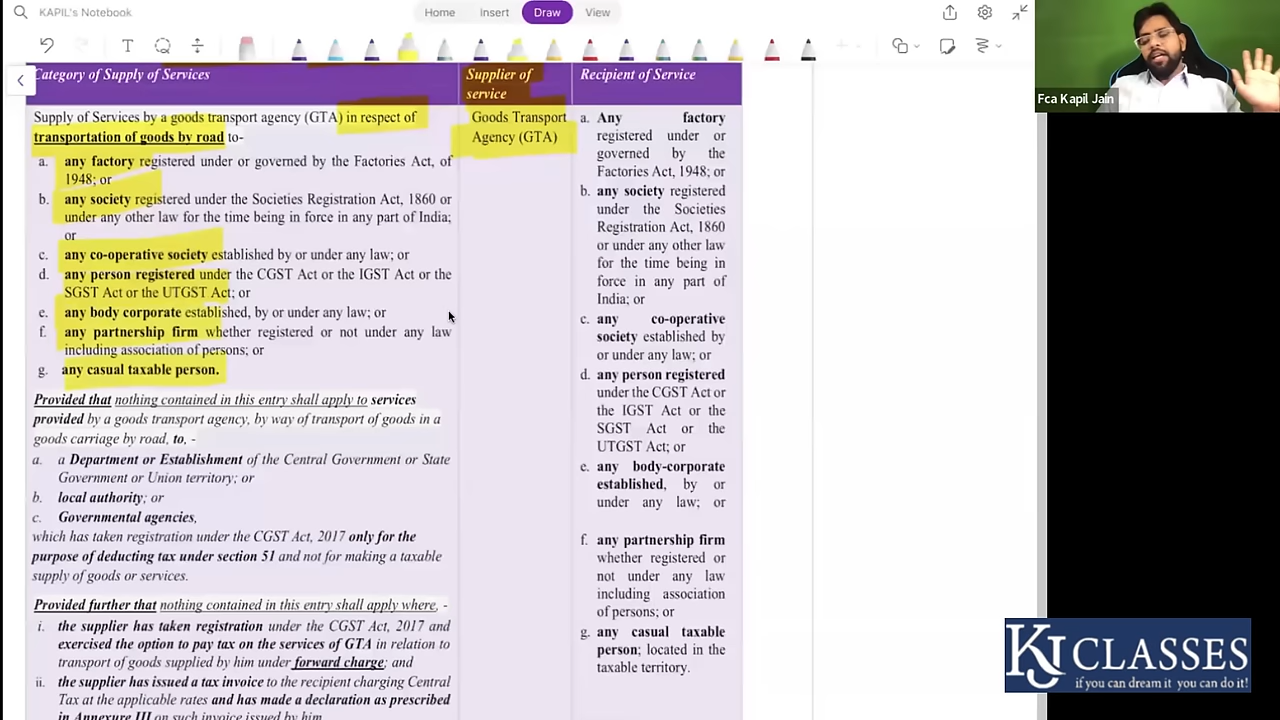 KAPIL's Notebook
Home Insert Draw View
Fca Kapil Jain
Category of Supply of Services
Supplier of
service
Recipient of Service
Supply of Services by a goods transport agency (GTA) in respect of
transportation of goods by road to-
a. any factory registered under or governed by the Factories Act, of
1948; or
b. any society registered under the Societies Registration Act, 1860 or
under any other law for the time being in force in any part of India;
or
c. any co-operative society established by or under any law; or
d. any person registered under the CGST Act or the IGST Act or the
SGST Act or the UTGST Act; or
e. any body corporate established, by or under any law; or
f. any partnership firm whether registered or not under any law
including association of persons; or
g. any casual taxable person.
Provided that nothing contained in this entry shall apply to services
provided by a goods transport agency, by way of transport of goods in a
goods carriage by road, to, -
a. a Department or Establishment of the Central Government or State
Government or Union territory; or
b. local authority; or
c. Governmental agencies,
which has taken registration under the CGST Act, 2017 only for the
purpose of deducting tax under section 51 and not for making a taxable
supply of goods or services.
Provided further that nothing contained in this entry shall apply where, -
i. the supplier has taken registration under the CGST Act, 2017 and
exercised the option to pay tax on the services of GTA in relation to
transport of goods supplied by him under forward charge; and
ii. the supplier has issued a tax invoice to the recipient charging Central
Tax at the applicable rates and has made a declaration as prescribed
in Annexure III on such invoice issued by him.
Goods Transport
Agency (GTA)
a. Any factory
registered under or
governed by the
Factories Act, 1948; or
b. any society registered
under the Societies
Registration Act, 1860
or under any other law
for the time being in
force in any part of
India; or
c. any co-operative
society established by
or under any law; or
d. any person registered
under the CGST Act or
the IGST Act or the
SGST Act or the
UTGST Act; or
e. any body-corporate
established, by or
under any law; or
f. any partnership firm
whether registered or
not under any law
including association
of persons; or
g. any casual taxable
person; located in the
taxable territory.
KJ CLASSES
if you can dream it you can do it!